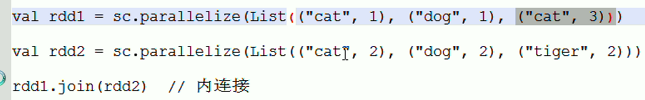 val rdd1 = sc.parallelize(List(("cat", 1), ("dog", 1), ("cat", 3)))
val rdd2 = sc.parallelize(List(("cat", 2), ("dog", 2), ("tiger", 2)))
rdd1.join(rdd2)  // 内连接